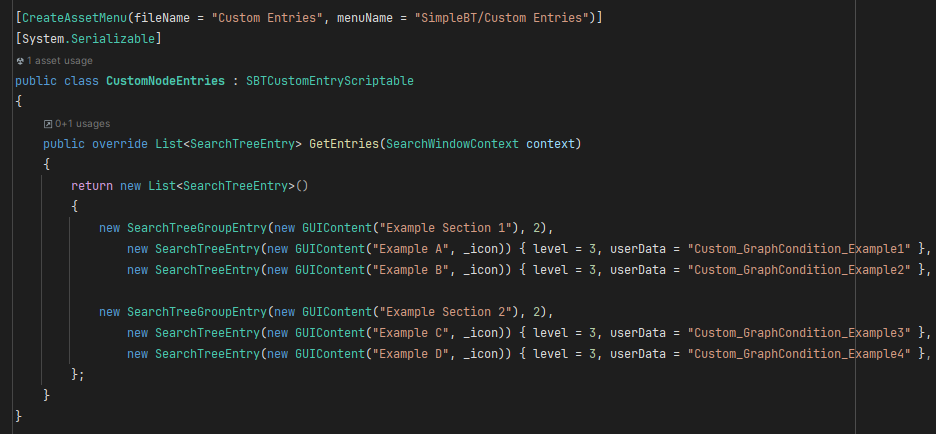 [CreateAssetMenu(fileName = "Custom Entries", menuName = "SimpleBT/Custom Entries")]
[System.Serializable]
1 asset usage
public class CustomNodeEntries : SBTCustomEntryScriptable
{
0+1 usages
public override List<SearchTreeEntry> GetEntries(SearchWindowContext context)
{
return new List<SearchTreeEntry>()
{
new SearchTreeGroupEntry(new GUIContent("Example Section 1"), 2),
new SearchTreeEntry(new GUIContent("Example A", _icon)) { level = 3, userData = "Custom_GraphCondition_Example1" },
new SearchTreeEntry(new GUIContent("Example B", _icon)) { level = 3, userData = "Custom_GraphCondition_Example2" },
new SearchTreeGroupEntry(new GUIContent("Example Section 2"), 2),
new SearchTreeEntry(new GUIContent("Example C", _icon)) { level = 3, userData = "Custom_GraphCondition_Example3" },
new SearchTreeEntry(new GUIContent("Example D", _icon)) { level = 3, userData = "Custom_GraphCondition_Example4" },
};
}
}